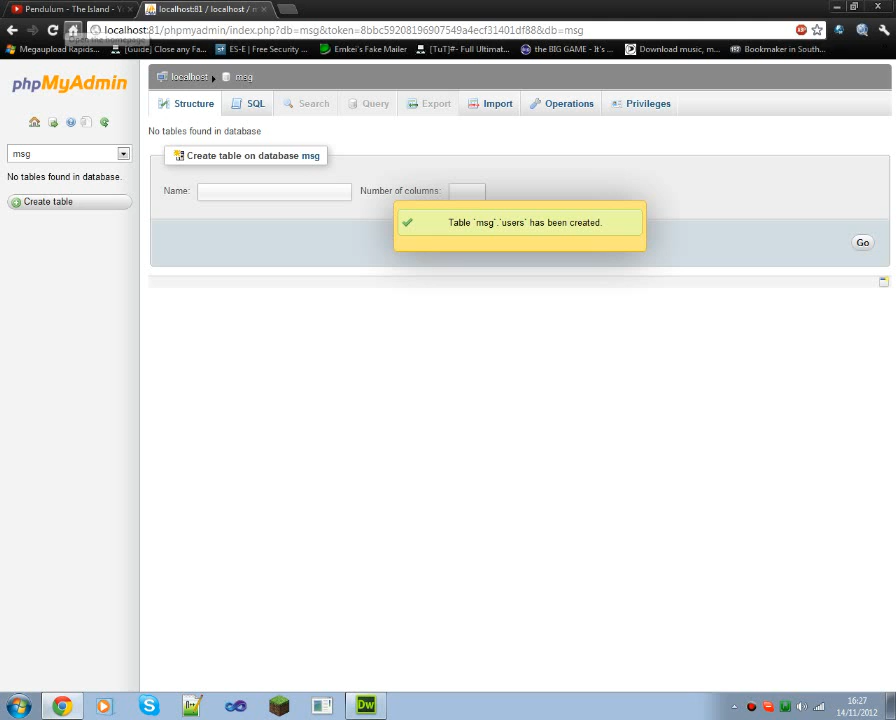 Pendulum - The Island - Y
localhost:81 / localhost / m
localhost:81/phpmyadmin/index.php?db=msg&token=8bbc59208196907549a4ecf31401df88&db=msg
Open the homepage
Megaupload Rapids...
[Guide] Close any Fa...
ES-E | Free Security ...
Emkei's Fake Mailer
[TuT]#- Full Ultimat...
the BIG GAME - It's ...
Download music, m...
Bookmaker in South...
phpMyAdmin
localhost
msg
Structure
SQL
Search
Query
Export
Import
Operations
Privileges
No tables found in database
msg
Create table on database msg
No tables found in database.
Name:
Number of columns:
Create table
Table `msg`.`users` has been created.
Go
Dw
16:27
14/11/2012